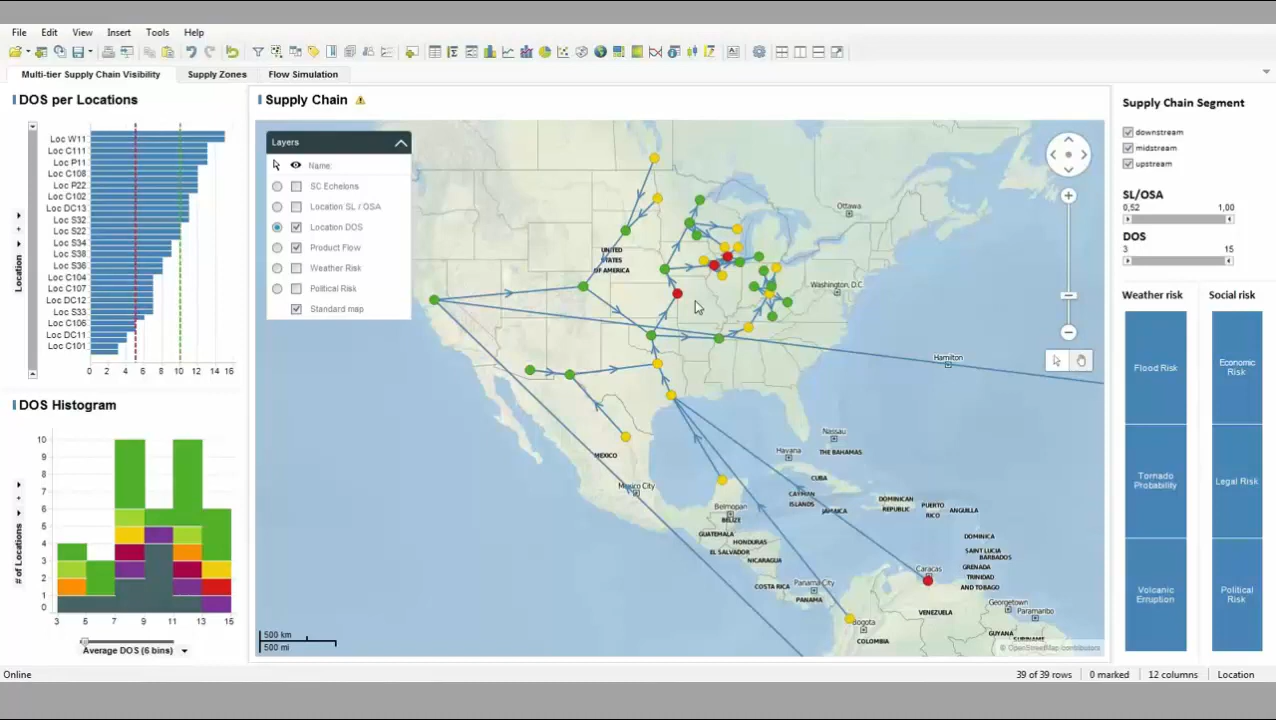 File Edit View Insert Tools Help
Multi-tier Supply Chain Visibility Supply Zones Flow Simulation
DOS per Locations
Loc W11
Loc C111
Loc P11
Loc C108
Loc P22
Loc C102
Loc DC13
Loc S32
Loc S22
Loc S34
Loc S38
Loc S36
Loc C104
Loc C107
Loc DC12
Loc S33
Loc C106
Loc DC11
Loc C101
0 2 4 6 8 10 12 14 16
Location
DOS Histogram
10
9
8
7
6
5
4
3
2
1
0
3 5 7 9 11 13 15
# of Locations
Average DOS (6 bins)
Supply Chain
Layers
Name:
SC Echelons
Location SL / OSA
Location DOS
Product Flow
Weather Risk
Political Risk
Standard map
UNITED
STATES
OF AMERICA
Ottawa
Washington, D.C.
Hamilton
MEXICO
Mexico City
Nassau
THE BAHAMAS
Havana
CUBA
CAYMAN
ISLANDS
JAMAICA
DOMINICAN
REPUBLIC
PUERTO
RICO
ANGUILLA
Belmopan
BELIZE
GUATEMALA
HONDURAS
EL SALVADOR
NICARAGUA
COSTA RICA
Panama City
PANAMA
DOMINICA
SAINT LUCIA
BARBADOS
GRENADA
TRINIDAD
AND TOBAGO
Caracas
VENEZUELA
Bogota
COLOMBIA
Georgetown
Paramaribo
GUYANA
SURINAME
500 km
500 mi
© OpenStreetMap contributors
Supply Chain Segment
downstream
midstream
upstream
SL/OSA
0,52 1,00
DOS
3 15
Weather risk
Flood Risk
Tornado
Probability
Volcanic
Eruption
Social risk
Economic
Risk
Legal Risk
Political
Risk
Online 39 of 39 rows 0 marked 12 columns Location